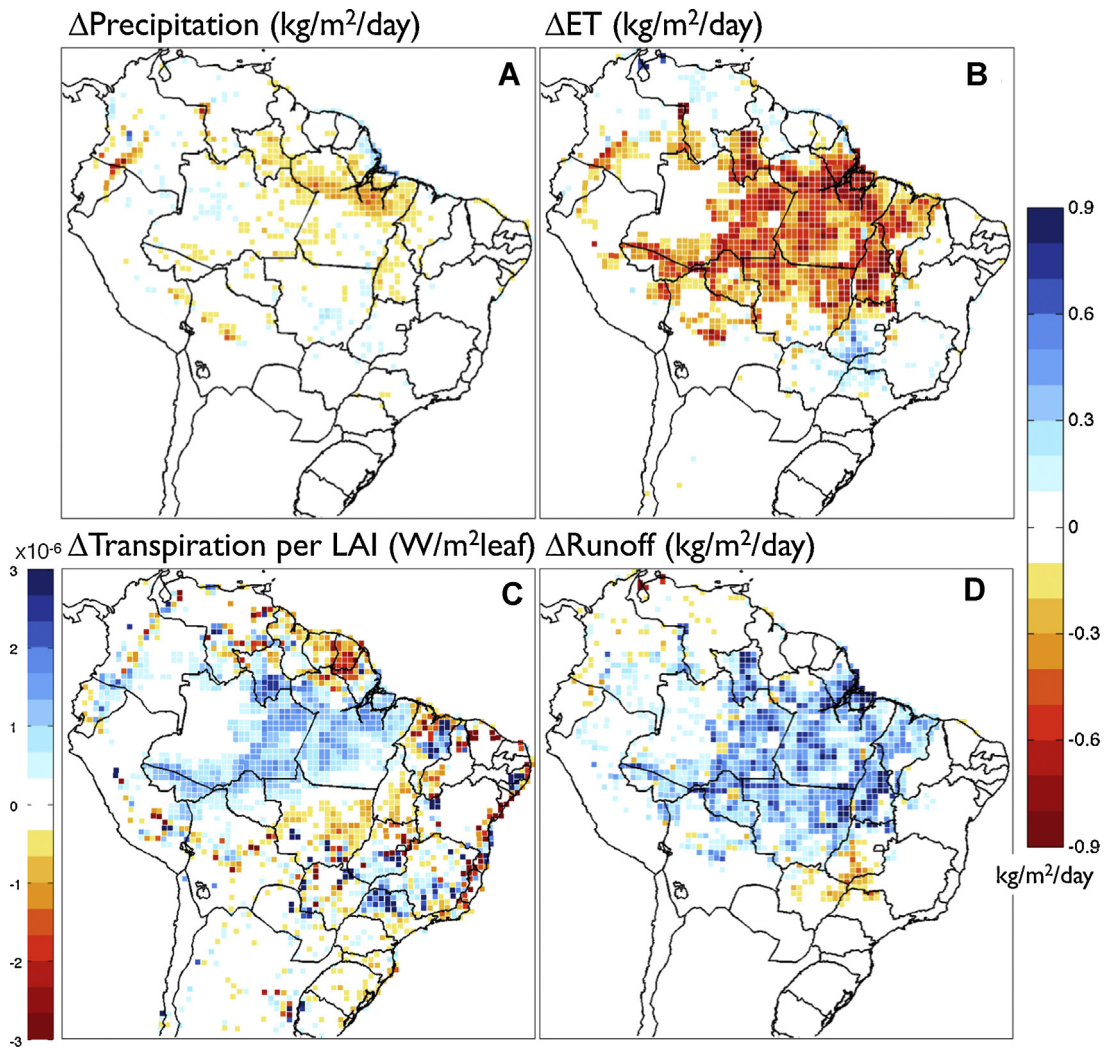 ΔPrecipitation (kg/m²/day)
ΔET (kg/m²/day)
A
B
0.9
0.6
0.3
0
-0.3
-0.6
-0.9
kg/m²/day
x10⁻⁶
ΔTranspiration per LAI (W/m²leaf)
ΔRunoff (kg/m²/day)
3
2
1
0
-1
-2
-3
C
D